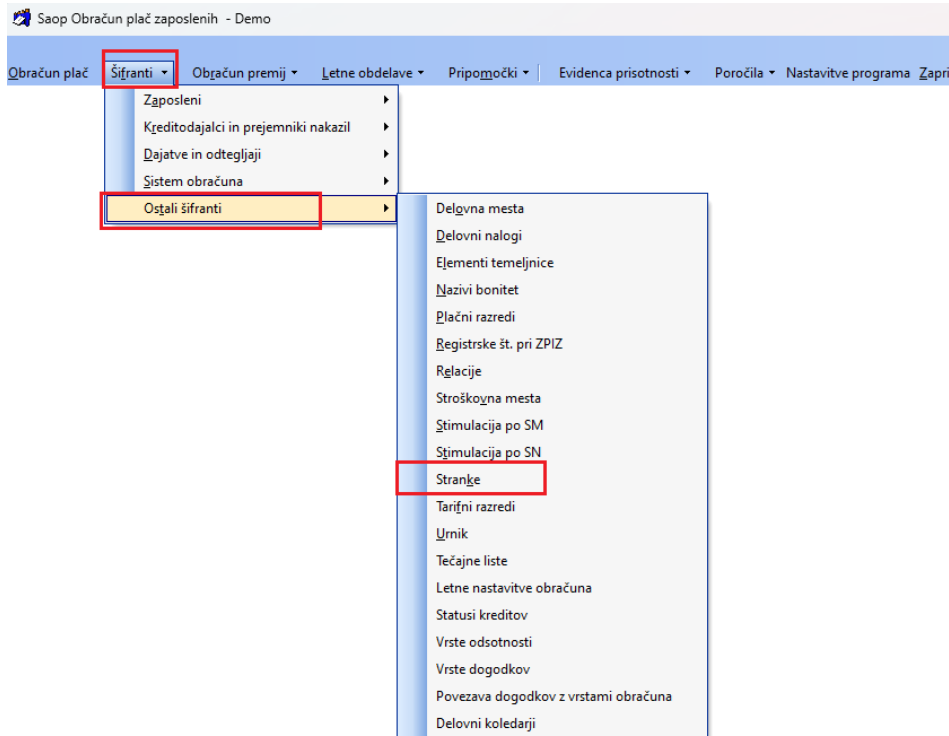 Saop Obračun plač zaposlenih - Demo
Obračun plač Šifranti Obračun premij Letne obdelave Pripomočki Evidenca prisotnosti Poročila Nastavitve programa Zapri
Zaposleni
Kreditodajalci in prejemniki nakazil
Dajatve in odtegljaji
Sistem obračuna
Ostali šifranti
Delovna mesta
Delovni nalogi
Elementi temeljnice
Nazivi bonitet
Plačni razredi
Registrske št. pri ZPIZ
Relacije
Stroškovna mesta
Stimulacija po SM
Stimulacija po SN
Stranke
Tarifni razredi
Urnik
Tečajne liste
Letne nastavitve obračuna
Statusi kreditov
Vrste odsotnosti
Vrste dogodkov
Povezava dogodkov z vrstami obračuna
Delovni koledarji